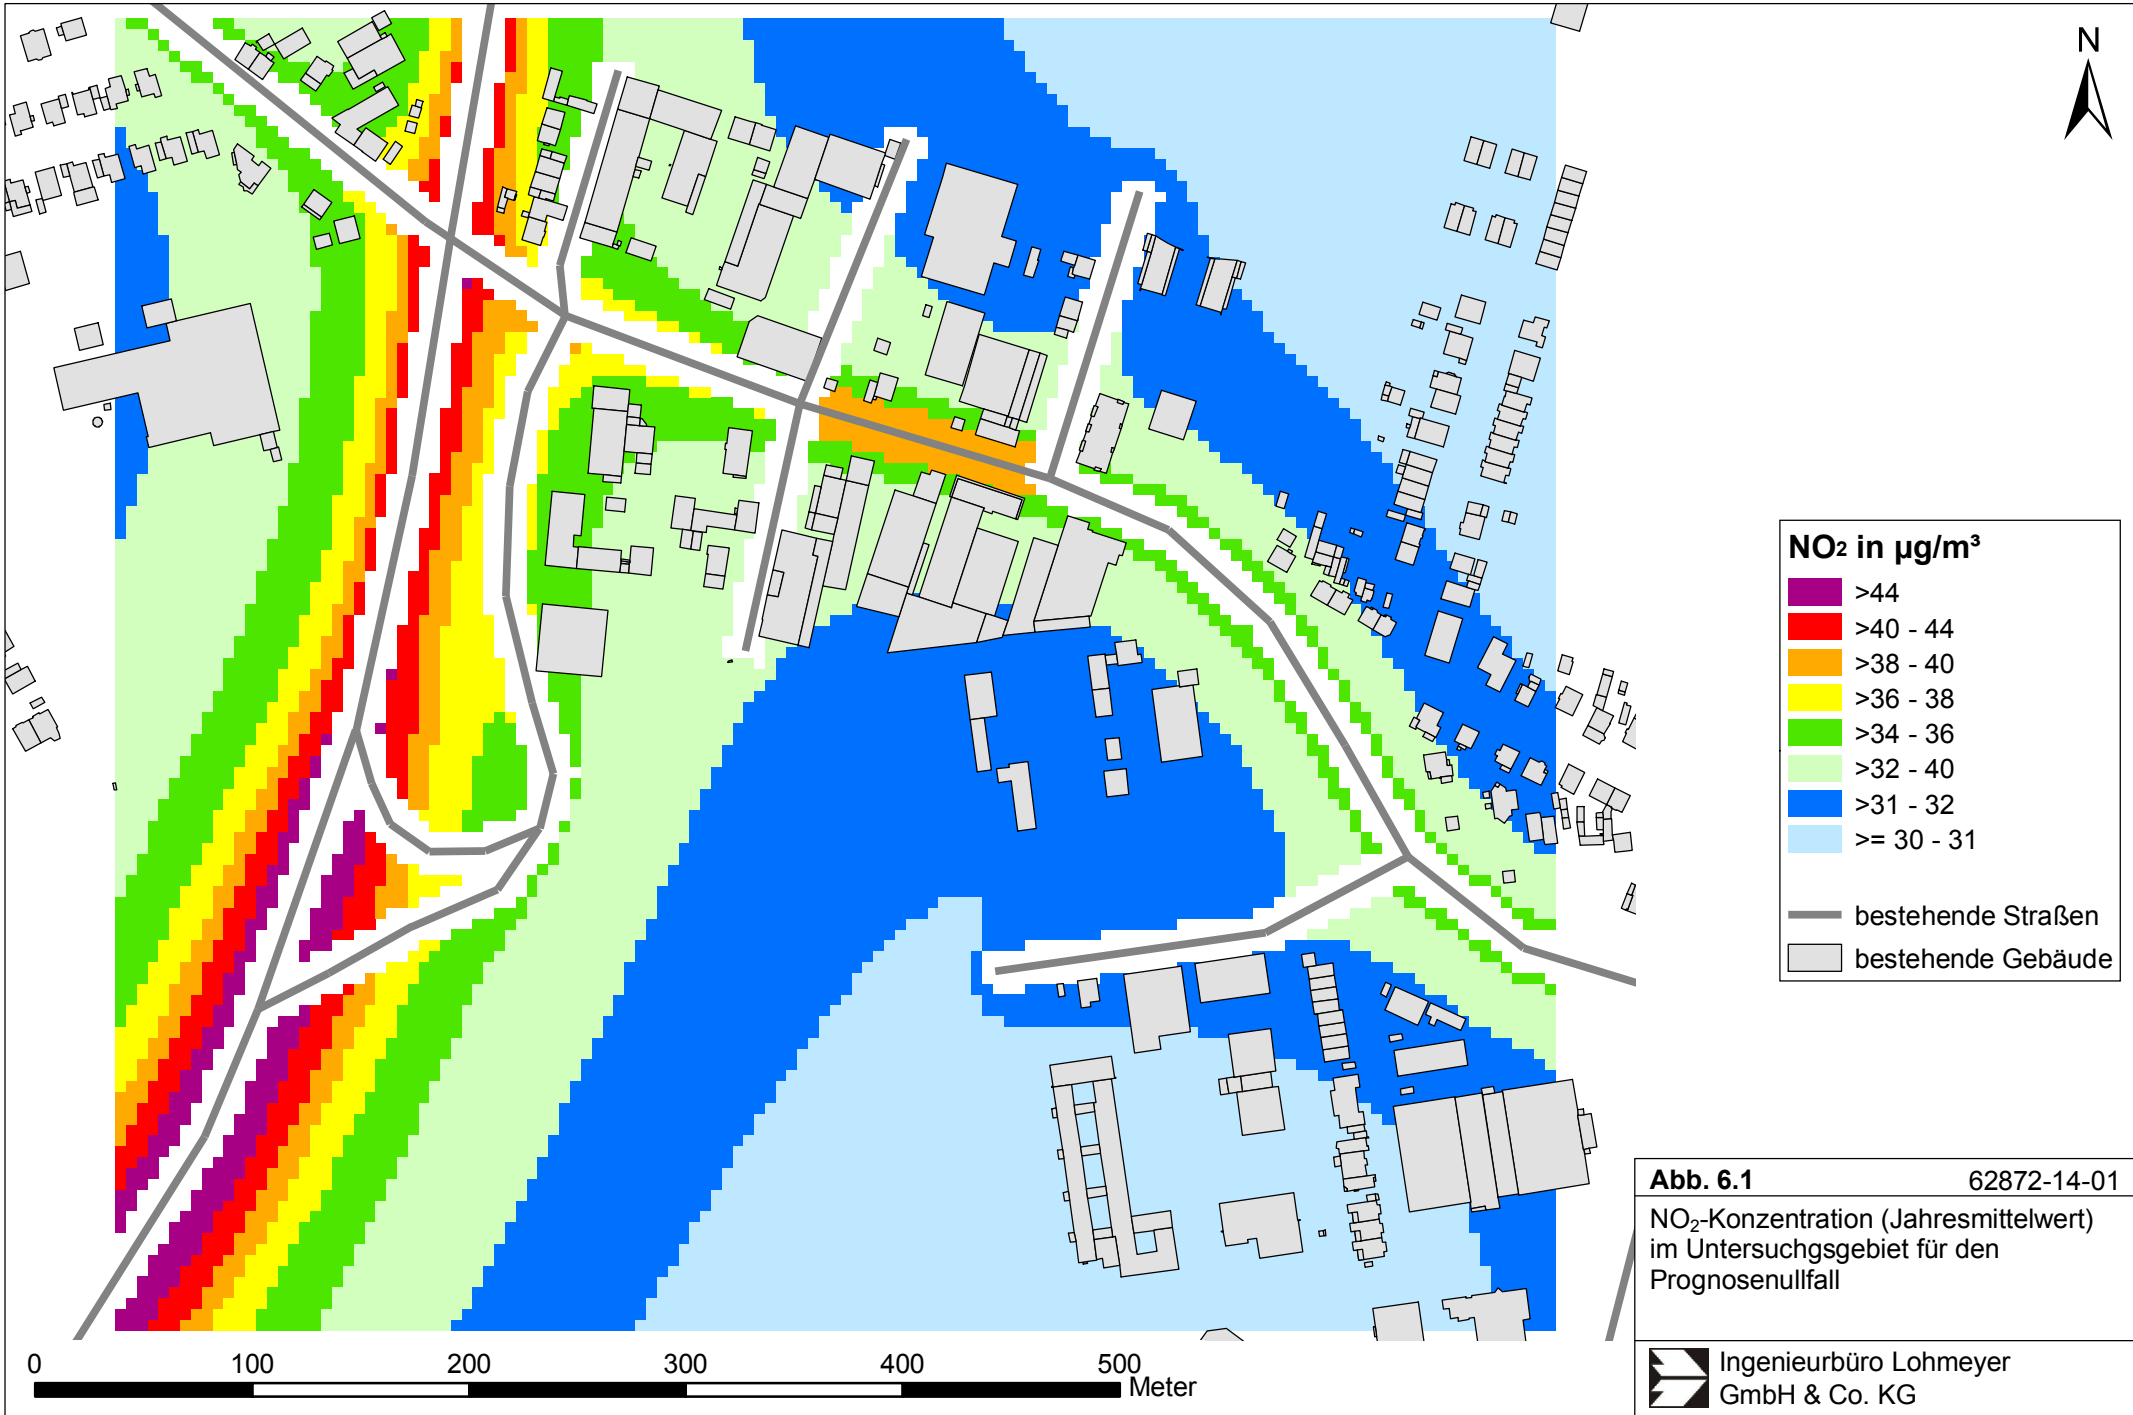 N
NO2 in µg/m³
>44
>40 - 44
>38 - 40
>36 - 38
>34 - 36
>32 - 40
>31 - 32
>= 30 - 31
bestehende Straßen
bestehende Gebäude
Abb. 6.1 62872-14-01
NO₂-Konzentration (Jahresmittelwert)
im Untersuchgsgebiet für den
Prognosenullfall
Ingenieurbüro Lohmeyer
GmbH & Co. KG
0 100 200 300 400 500
Meter